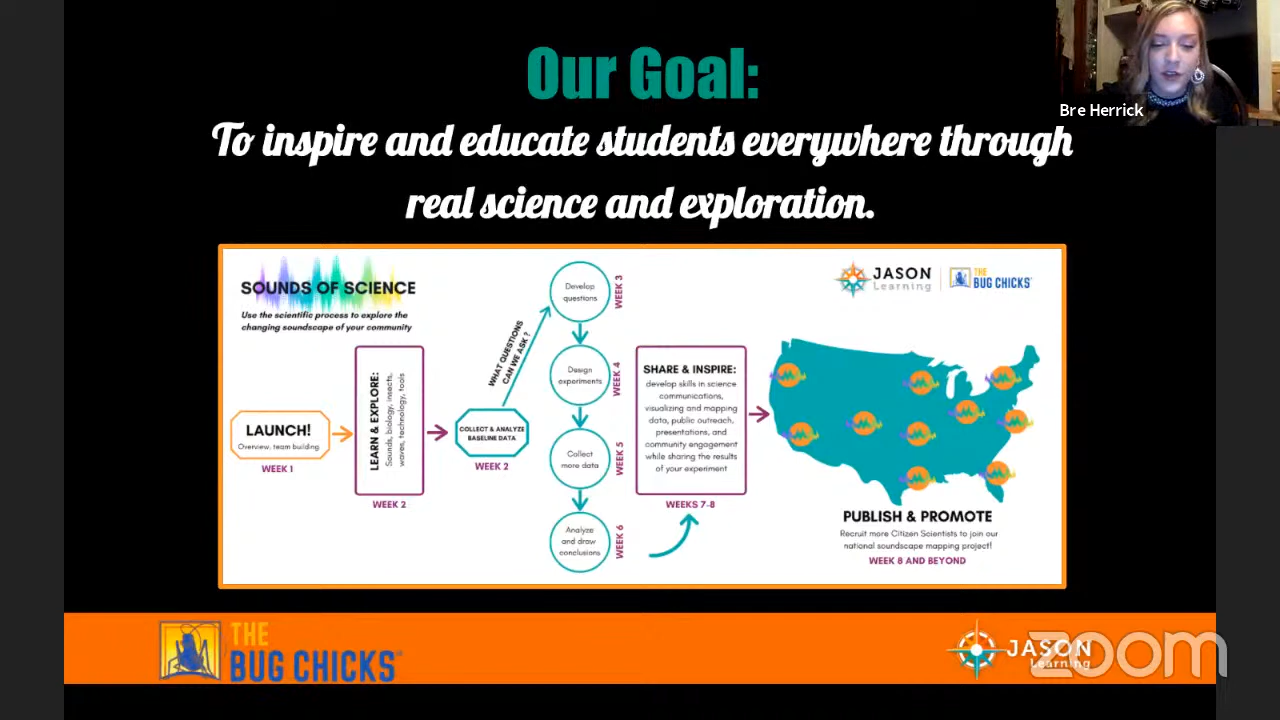 Our Goal:
To inspire and educate students everywhere through
real science and exploration.
Bre Herrick
SOUNDS OF SCIENCE
Use the scientific process to explore the
changing soundscape of your community
JASON
Learning
THE
BUG CHICKS
LAUNCH!
Overview, team building
WEEK 1
LEARN & EXPLORE:
Sounds, biology, insects,
waves, technology, tools
WEEK 2
COLLECT & ANALYZE
BASELINE DATA
WEEK 2
WHAT QUESTIONS
CAN WE ASK?
Develop
questions
WEEK 3
Design
experiments
WEEK 4
Collect
more data
WEEK 5
Analyze
and draw
conclusions
WEEK 6
SHARE & INSPIRE:
develop skills in science
communications,
visualizing and mapping
data, public outreach,
presentations, and
community engagement
while sharing the results
of your experiment
WEEKS 7-8
PUBLISH & PROMOTE
Recruit more Citizen Scientists to join our
national soundscape mapping project!
WEEK 8 AND BEYOND
THE
BUG CHICKS
JASON
Learning
zoom